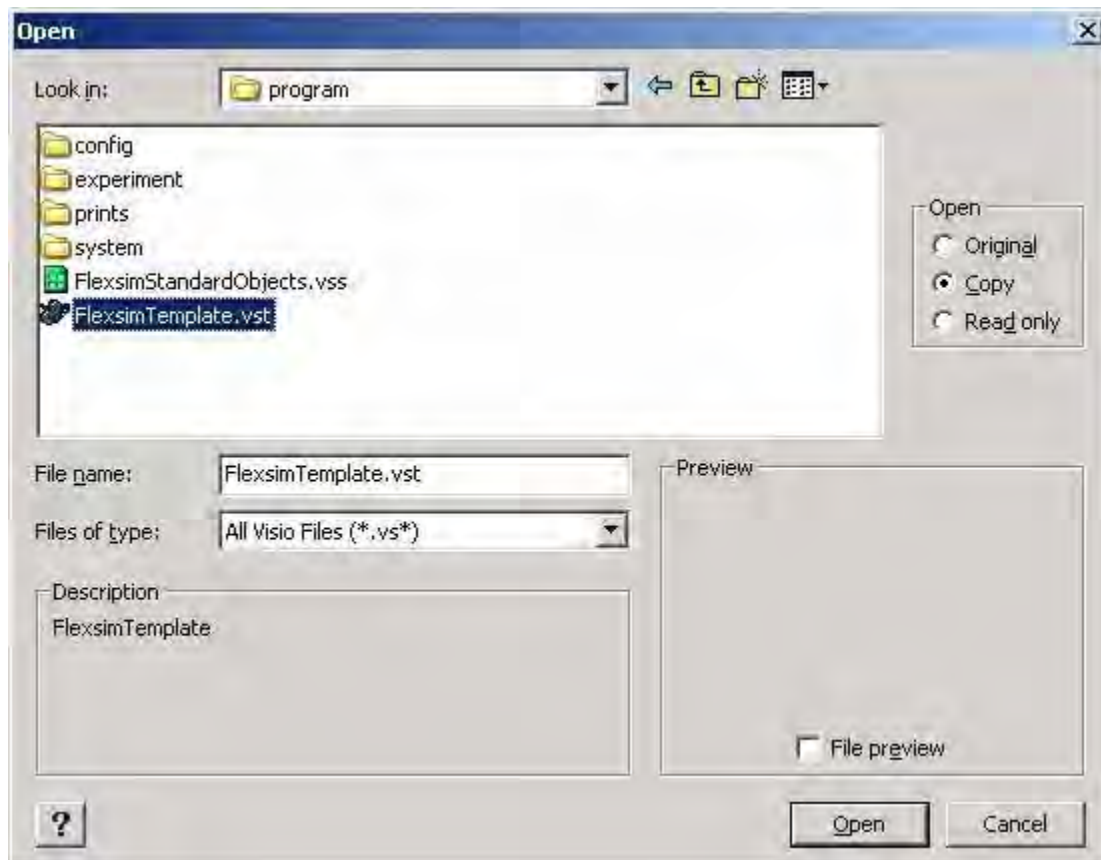 Open
Look in:
program
config
experiment
prints
system
FlexsimStandardObjects.vss
FlexsimTemplate.vst
Open
Original
Copy
Read only
File name:
FlexsimTemplate.vst
Files of type:
All Visio Files (*.vs*)
Description
FlexsimTemplate
Preview
File preview
?
Open
Cancel